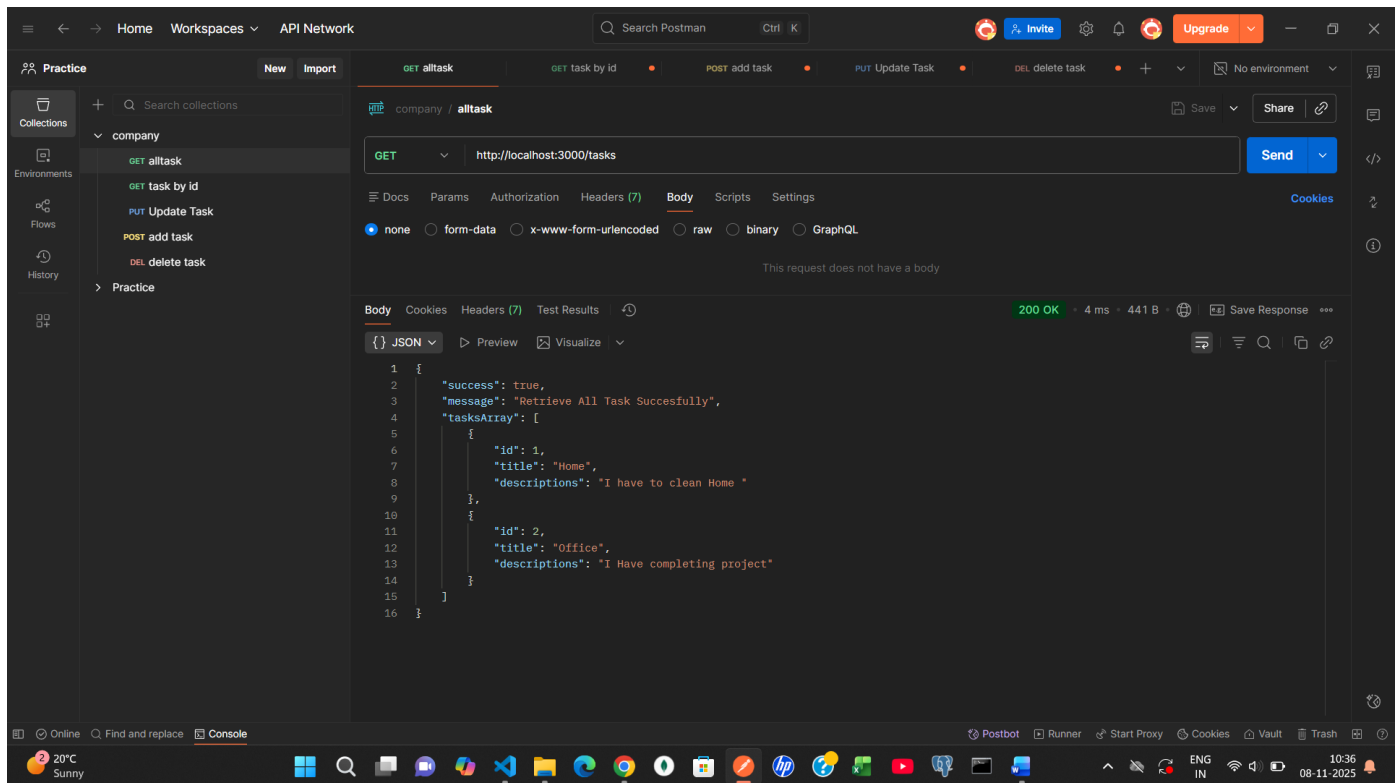 Home Workspaces API Network Search Postman Ctrl K Invite Upgrade
Practice New Import GET alltask GET task by id POST add task PUT Update Task DEL delete task No environment
Collections
Environments
Flows
History
Search collections
company
GET alltask
GET task by id
PUT Update Task
POST add task
DEL delete task
Practice
HTTP company / alltask Save Share
GET http://localhost:3000/tasks Send
Docs Params Authorization Headers (7) Body Scripts Settings Cookies
none form-data x-www-form-urlencoded raw binary GraphQL
This request does not have a body
Body Cookies Headers (7) Test Results 200 OK 4 ms 441 B e.g. Save Response
{} JSON Preview Visualize
1 {
2 "success": true,
3 "message": "Retrieve All Task Succesfully",
4 "tasksArray": [
5 {
6 "id": 1,
7 "title": "Home",
8 "descriptions": "I have to clean Home "
9 },
10 {
11 "id": 2,
12 "title": "Office",
13 "descriptions": "I Have completing project"
14 }
15 ]
16 }
Online Find and replace Console Postbot Runner Start Proxy Cookies Vault Trash
2 20°C
Sunny
ENG
IN
10:36
08-11-2025